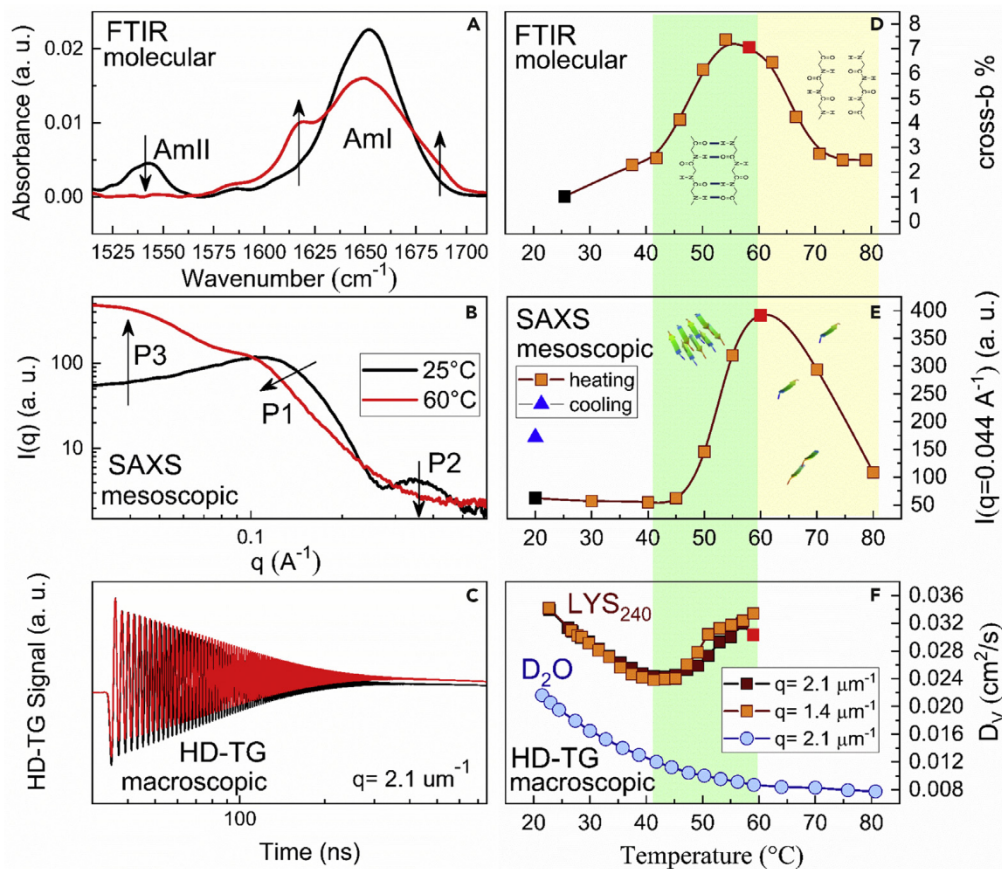 FTIR
molecular
A
AmII
AmI
Absorbance (a. u.)
0.02
0.01
0.00
1525 1550 1575 1600 1625 1650 1675 1700
Wavenumber (cm⁻¹)
FTIR
molecular
D
cross-b %
8
7
6
5
4
3
2
1
0
20 30 40 50 60 70 80
B
P3
P1
P2
25°C
60°C
SAXS
mesoscopic
I(q) (a. u.)
100
10
0.1
q (A⁻¹)
SAXS
mesoscopic
E
heating
cooling
I(q=0.044 A⁻¹) (a. u.)
400
350
300
250
200
150
100
50
20 30 40 50 60 70 80
C
HD-TG Signal (a. u.)
HD-TG
macroscopic
q= 2.1 um⁻¹
100
Time (ns)
F
LYS₂₄₀
D₂O
q= 2.1 μm⁻¹
q= 1.4 μm⁻¹
q= 2.1 μm⁻¹
HD-TG
macroscopic
0.036
0.032
0.028
0.024
0.020
0.016
0.012
0.008
Dᵥ (cm²/s)
20 30 40 50 60 70 80
Temperature (°C)